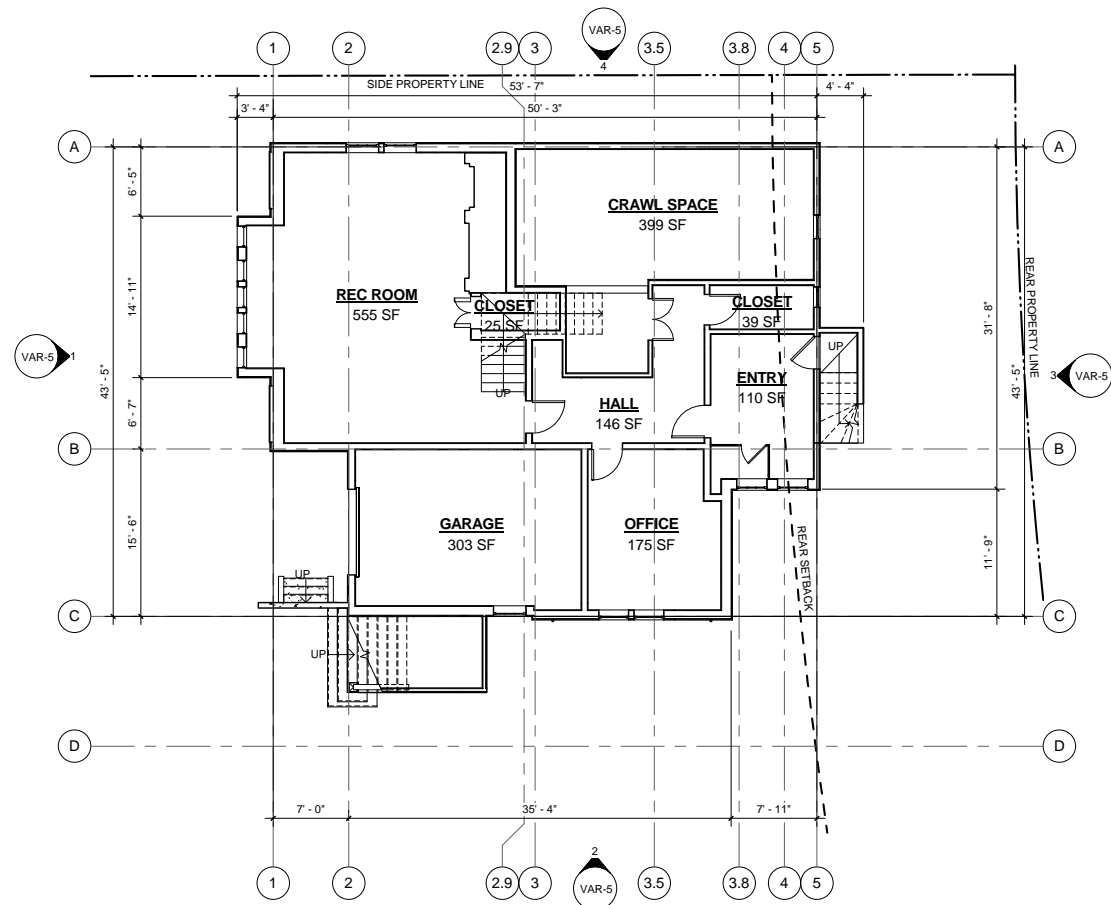 VAR-5
4
1
2
2.9
3
3.5
3.8
4
5
SIDE PROPERTY LINE
53' - 7"
4' - 4"
3' - 4"
50' - 3"
A
A
6' - 5"
CRAWL SPACE
399 SF
REC ROOM
555 SF
14' - 11"
CLOSET
25 SF
CLOSET
39 SF
31' - 8"
REAR PROPERTY LINE
VAR-5
1
43' - 5"
UP
ENTRY
110 SF
43' - 5"
3
VAR-5
UP
HALL
146 SF
6' - 7"
B
B
GARAGE
303 SF
OFFICE
175 SF
15' - 6"
11' - 9"
REAR SETBACK
UP
C
C
UP
D
D
7' - 0"
35' - 4"
7' - 11"
2
VAR-5
1
2
2.9
3
3.5
3.8
4
5